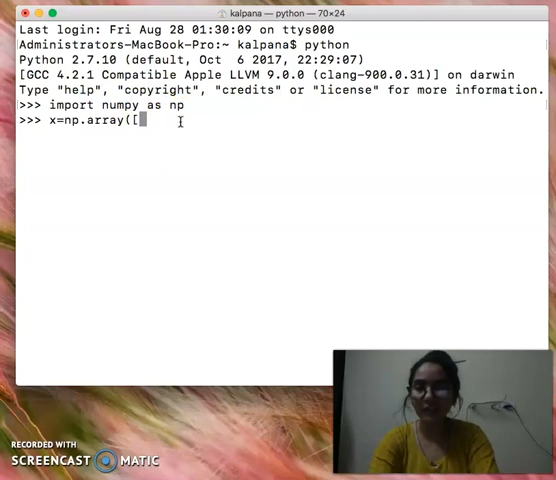 kalpana — python — 70×24
Last login: Fri Aug 28 01:30:09 on ttys000
Administrators-MacBook-Pro:~ kalpana$ python
Python 2.7.10 (default, Oct  6 2017, 22:29:07)
[GCC 4.2.1 Compatible Apple LLVM 9.0.0 (clang-900.0.31)] on darwin
Type "help", "copyright", "credits" or "license" for more information.
>>> import numpy as np
>>> x=np.array([
RECORDED WITH
SCREENCAST MATIC